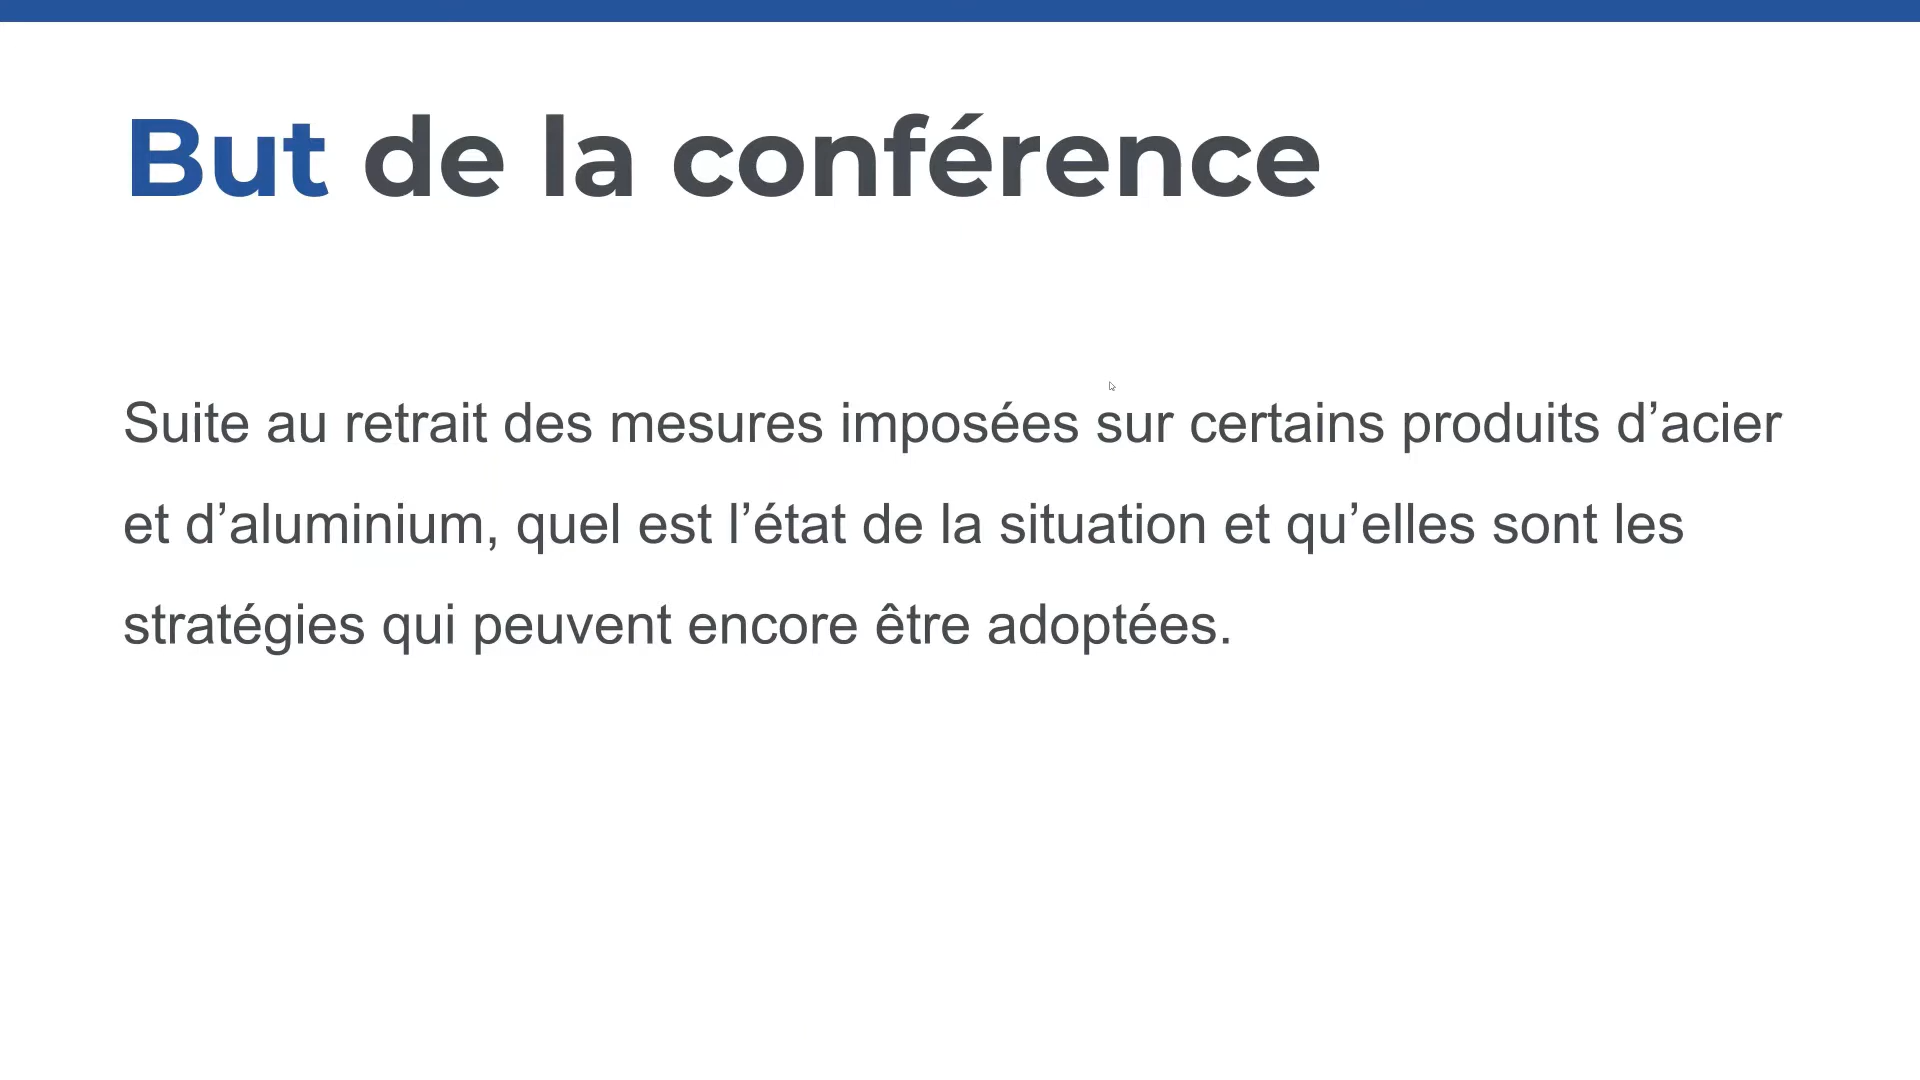 But de la conférence
Suite au retrait des mesures imposées sur certains produits d’acier
et d’aluminium, quel est l’état de la situation et qu’elles sont les
stratégies qui peuvent encore être adoptées.